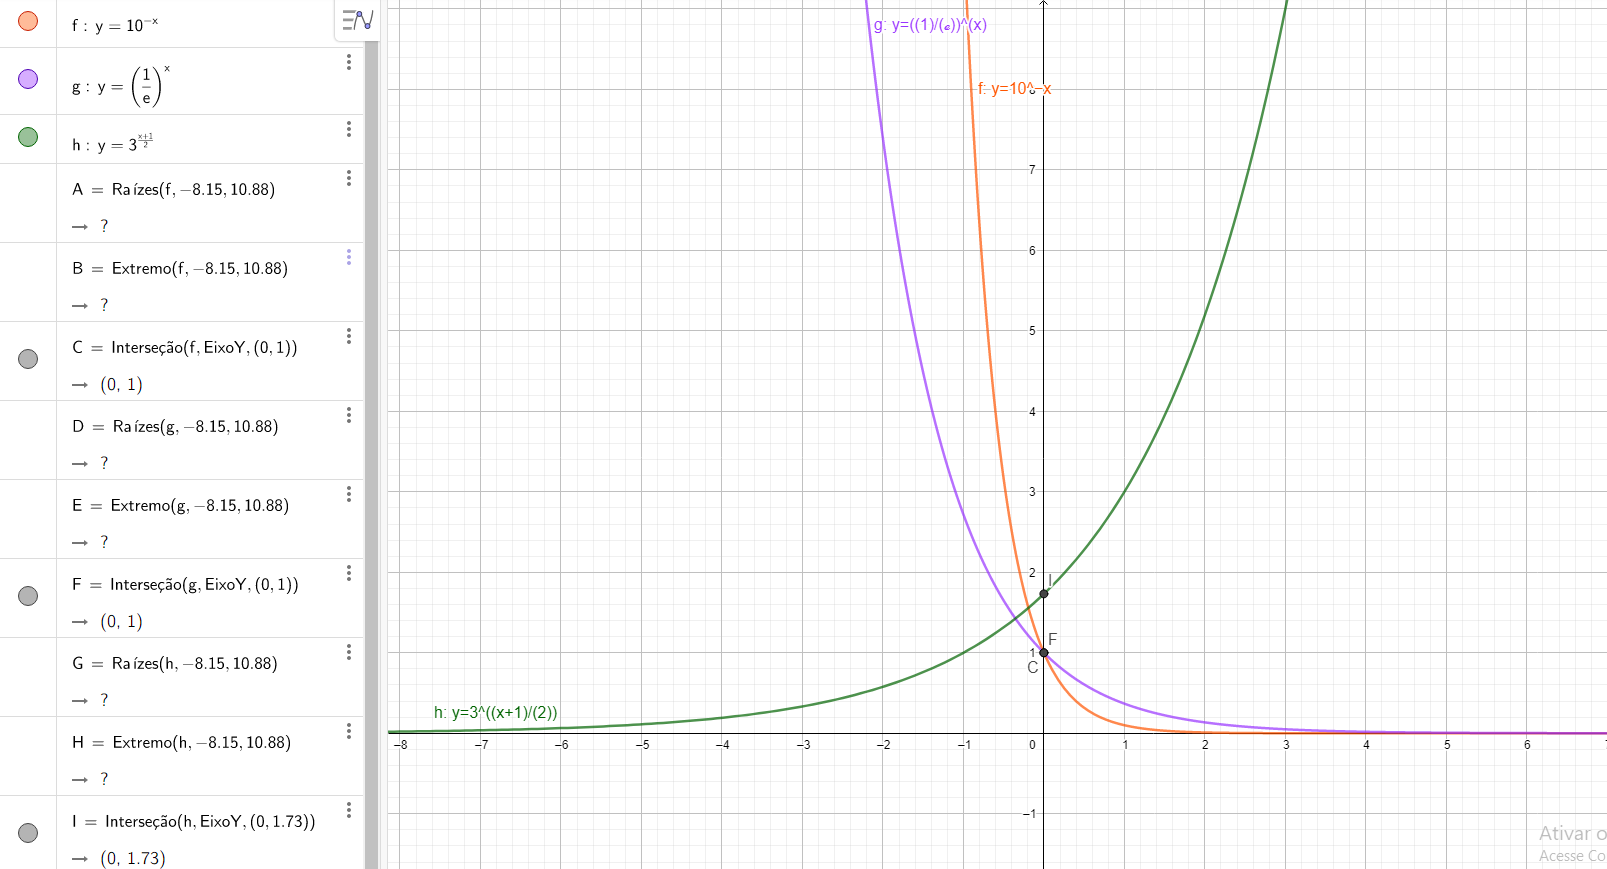 f : y = 10^−x
g : y = (1/e)^x
h : y = 3^((x+1)/2)
A = Raízes(f, −8.15, 10.88)
→ ?
B = Extremo(f, −8.15, 10.88)
→ ?
C = Interseção(f, EixoY, (0, 1))
→ (0, 1)
D = Raízes(g, −8.15, 10.88)
→ ?
E = Extremo(g, −8.15, 10.88)
→ ?
F = Interseção(g, EixoY, (0, 1))
→ (0, 1)
G = Raízes(h, −8.15, 10.88)
→ ?
H = Extremo(h, −8.15, 10.88)
→ ?
I = Interseção(h, EixoY, (0, 1.73))
→ (0, 1.73)
g: y=((1)/(ℯ))^(x)
f: y=10^−x
7
6
5
4
3
2
I
F
1
C
h: y=3^((x+1)/(2))
−8 −7 −6 −5 −4 −3 −2 −1 0 1 2 3 4 5 6
−1
Ativar o
Acesse Co